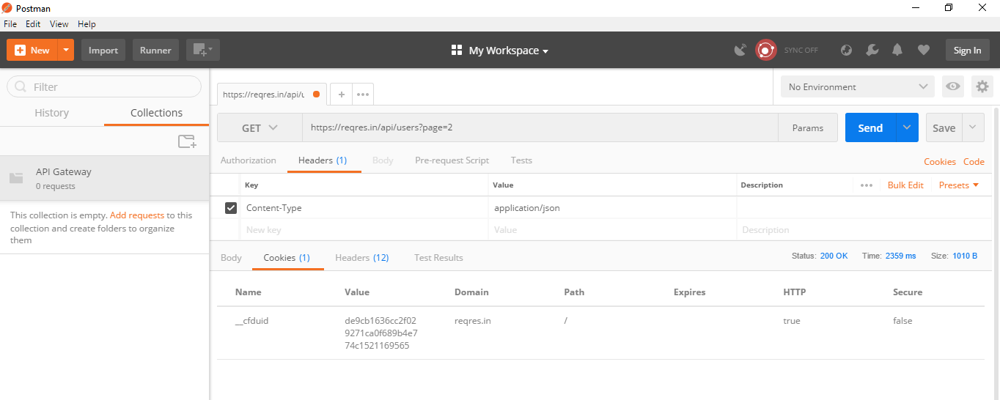 Postman
File Edit View Help
New Import Runner My Workspace SYNC OFF Sign In
Filter
History Collections
API Gateway
0 requests
This collection is empty. Add requests to this
collection and create folders to organize
them
https://reqres.in/api/u + ••• No Environment
GET https://reqres.in/api/users?page=2 Params Send Save
Authorization Headers (1) Body Pre-request Script Tests Cookies Code
Key Value Description ••• Bulk Edit Presets
Content-Type application/json
New key Value Description
Body Cookies (1) Headers (12) Test Results Status: 200 OK Time: 2359 ms Size: 1010 B
Name Value Domain Path Expires HTTP Secure
__cfduid de9cb1636cc2f02 reqres.in / true false
9271ca0f689b4e7
74c1521169565